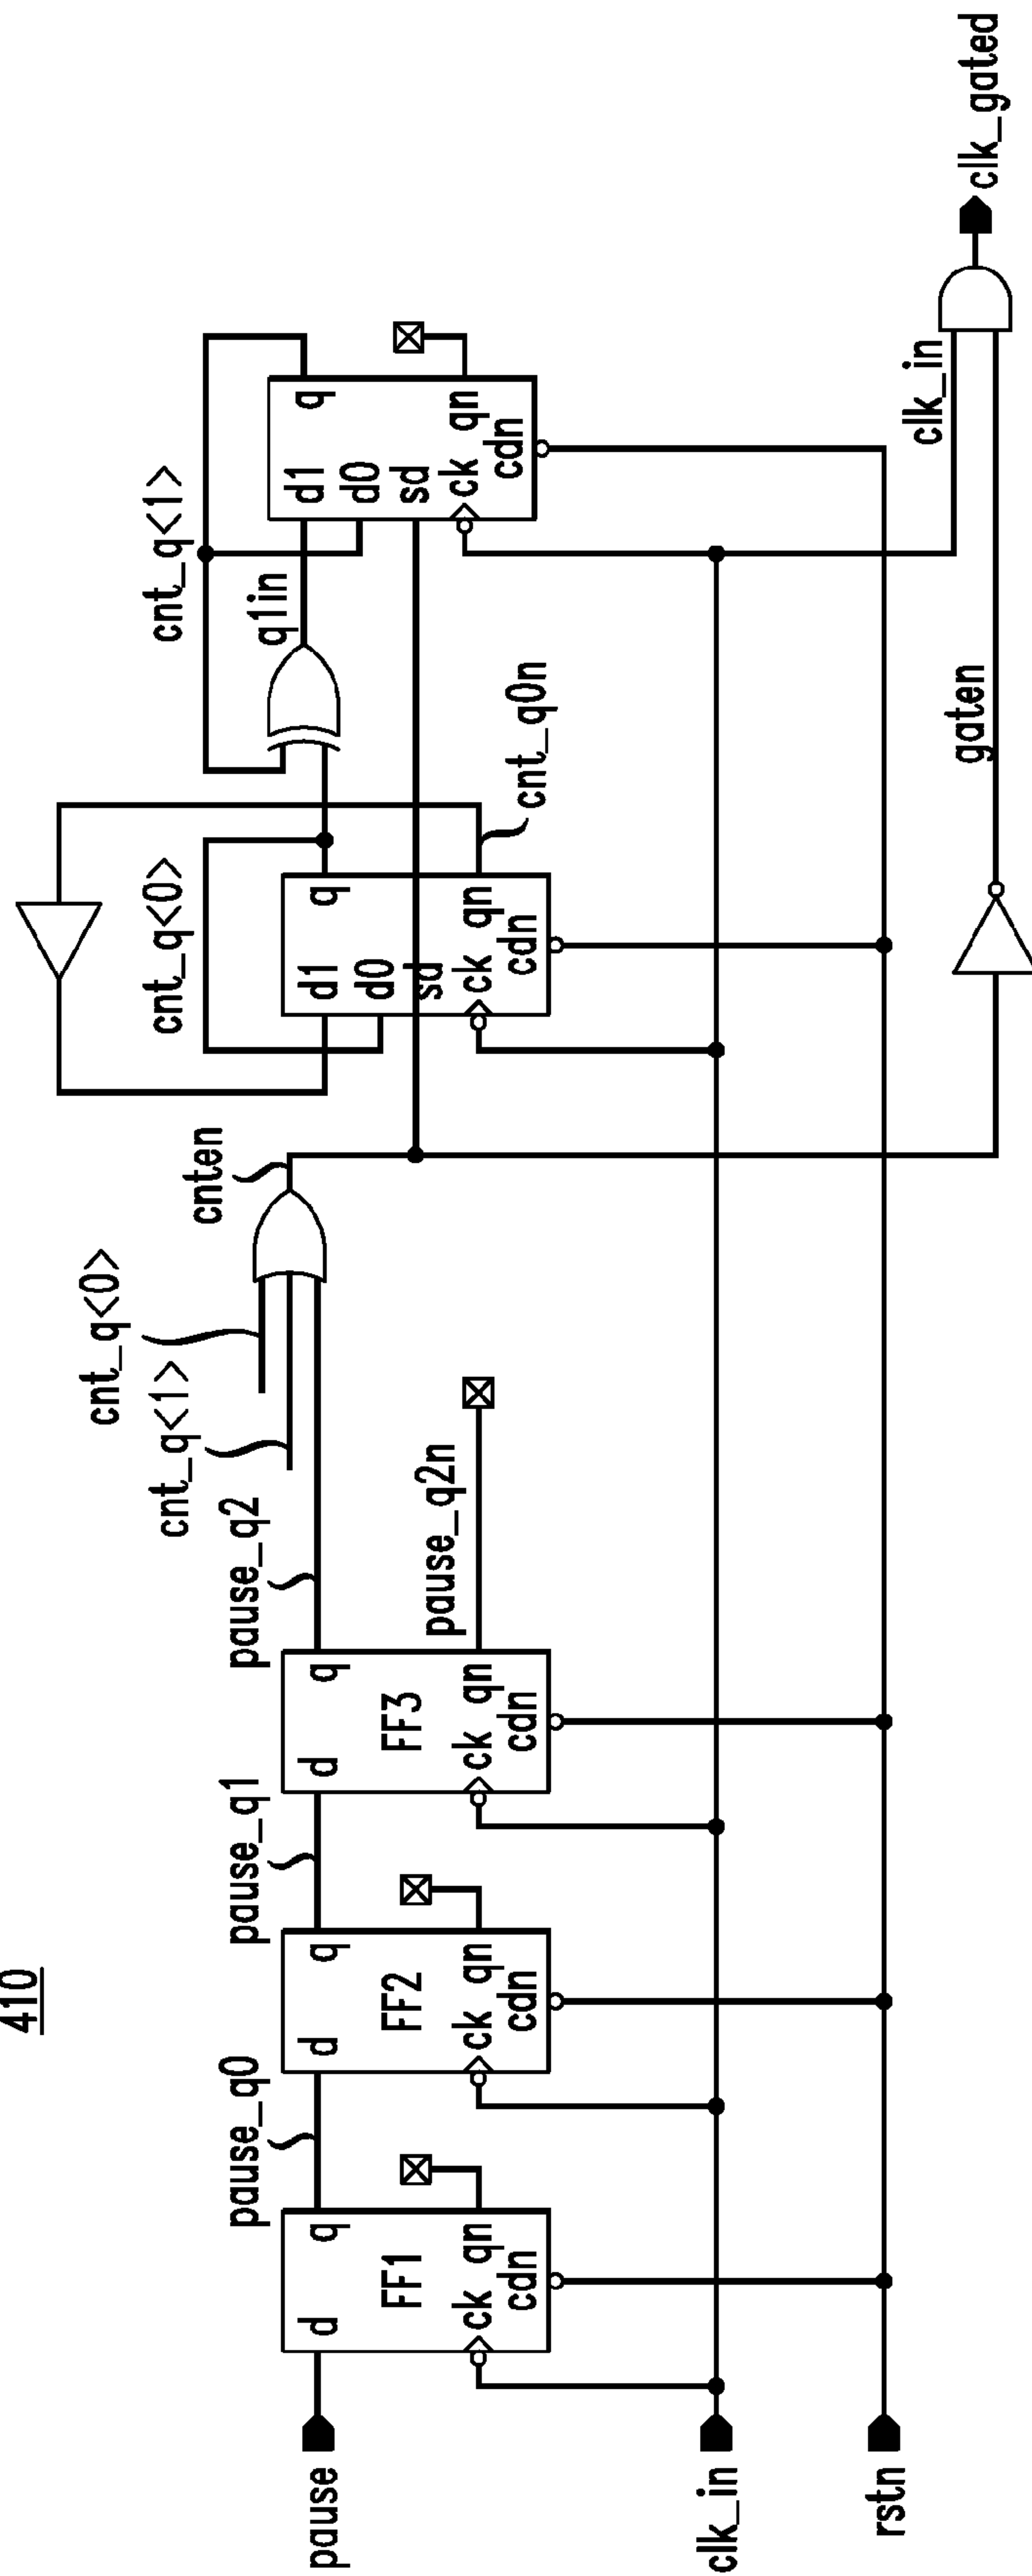 410
pause
pause_q0
pause_q1
pause_q2
cnt_q<1>
cnt_q<0>
cnten
cnt_q<0>
cnt_q<1>
d
q
FF1
ck qn
cdn
d
q
FF2
ck qn
cdn
d
q
FF3
ck qn
cdn
pause_q2n
d1
q
d0
sd
ck qn
cdn
cnt_q0n
q1in
d1
q
d0
sd
ck qn
cdn
clk_in
rstn
gaten
clk_in
clk_gated